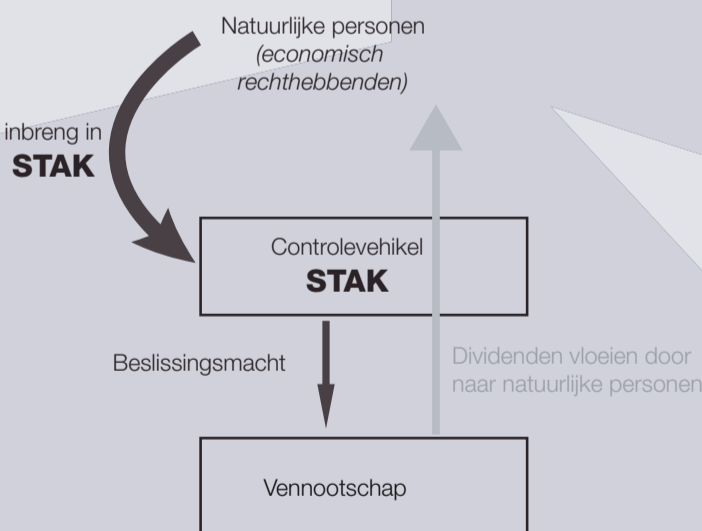 Natuurlijke personen
(economisch
rechthebbenden)
inbreng in
STAK
Controlevehikel
STAK
Beslissingsmacht
Dividenden vloeien door
naar natuurlijke personen
Vennootschap